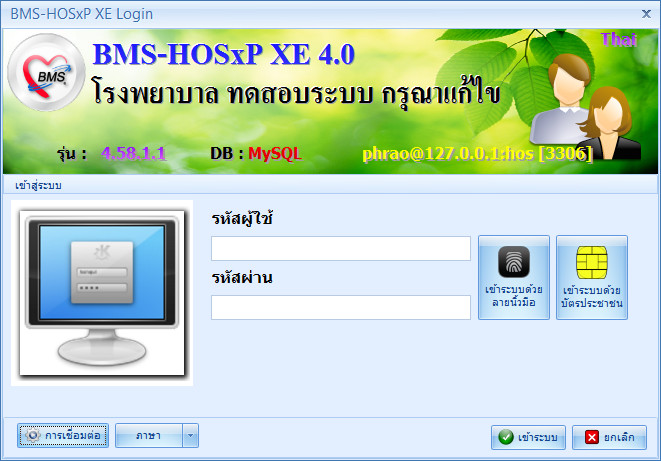 BMS-HOSxP XE Login
Thai
BMS-HOSxP XE 4.0
BMS
โรงพยาบาล ทดสอบระบบ กรุณาแก้ไข
รุ่น : 4.58.1.1 DB : MySQL phrao@127.0.0.1:hos [3306]
เข้าสู่ระบบ
รหัสผู้ใช้
รหัสผ่าน
เข้าระบบด้วย
ลายนิ้วมือ
เข้าระบบด้วย
บัตรประชาชน
การเชื่อมต่อ ภาษา เข้าระบบ ยกเลิก